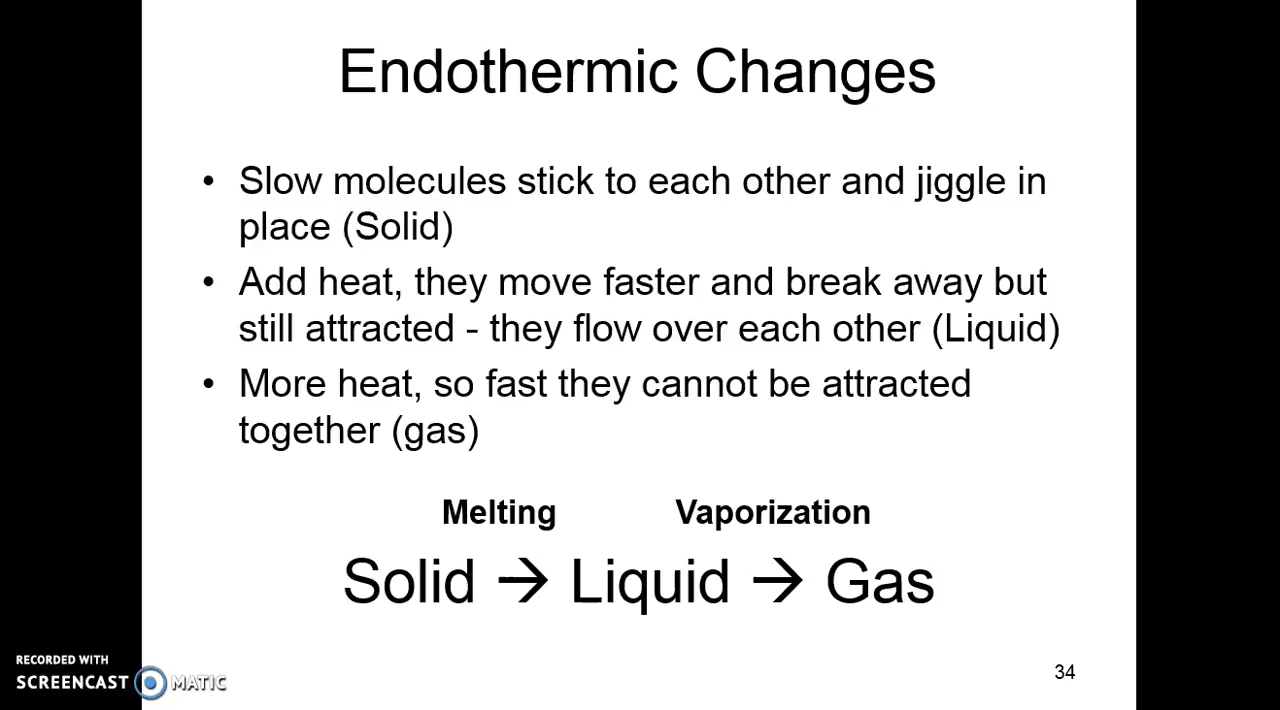 Endothermic Changes
• Slow molecules stick to each other and jiggle in
place (Solid)
• Add heat, they move faster and break away but
still attracted - they flow over each other (Liquid)
• More heat, so fast they cannot be attracted
together (gas)
Melting Vaporization
Solid → Liquid → Gas
RECORDED WITH
SCREENCAST MATIC
34